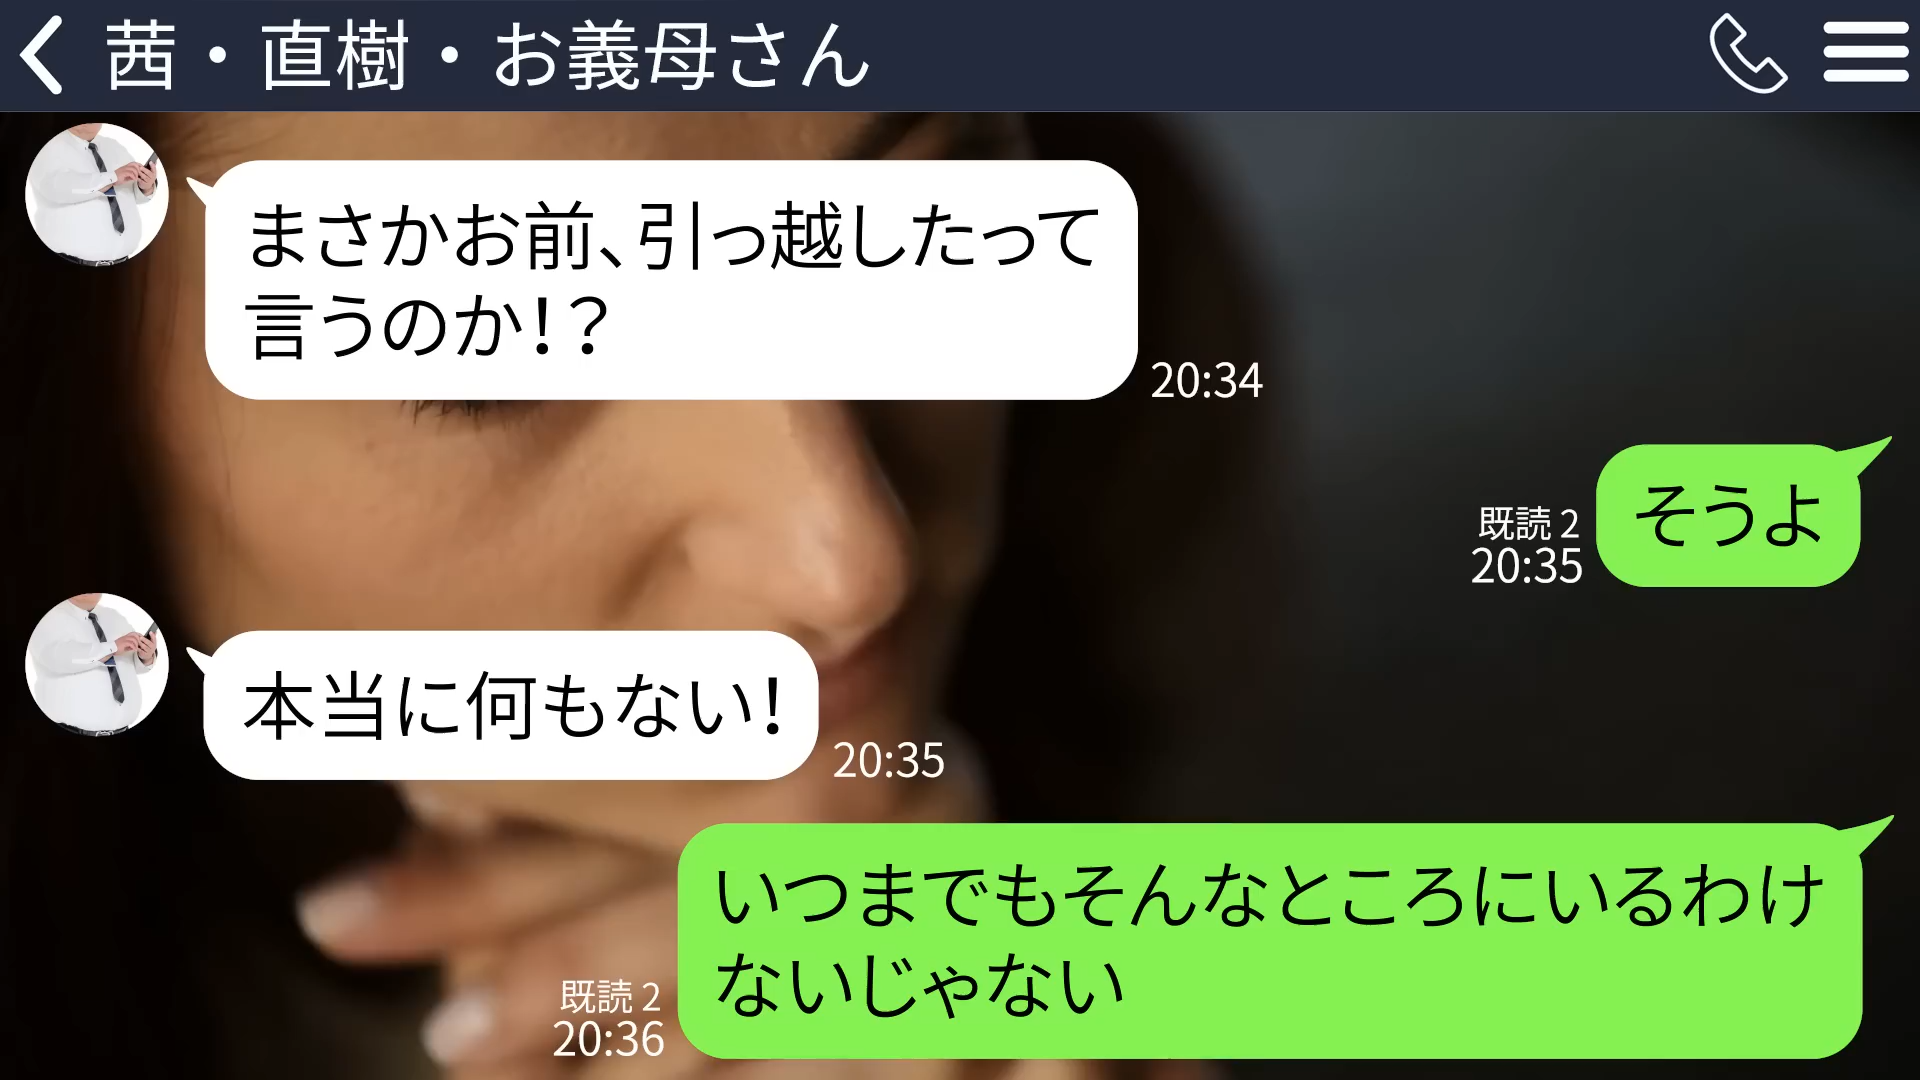 茜・直樹・お義母さん
まさかお前、引っ越したって
言うのか！？
20:34
そうよ
既読 2
20:35
本当に何もない！
20:35
いつまでもそんなところにいるわけ
ないじゃない
既読 2
20:36